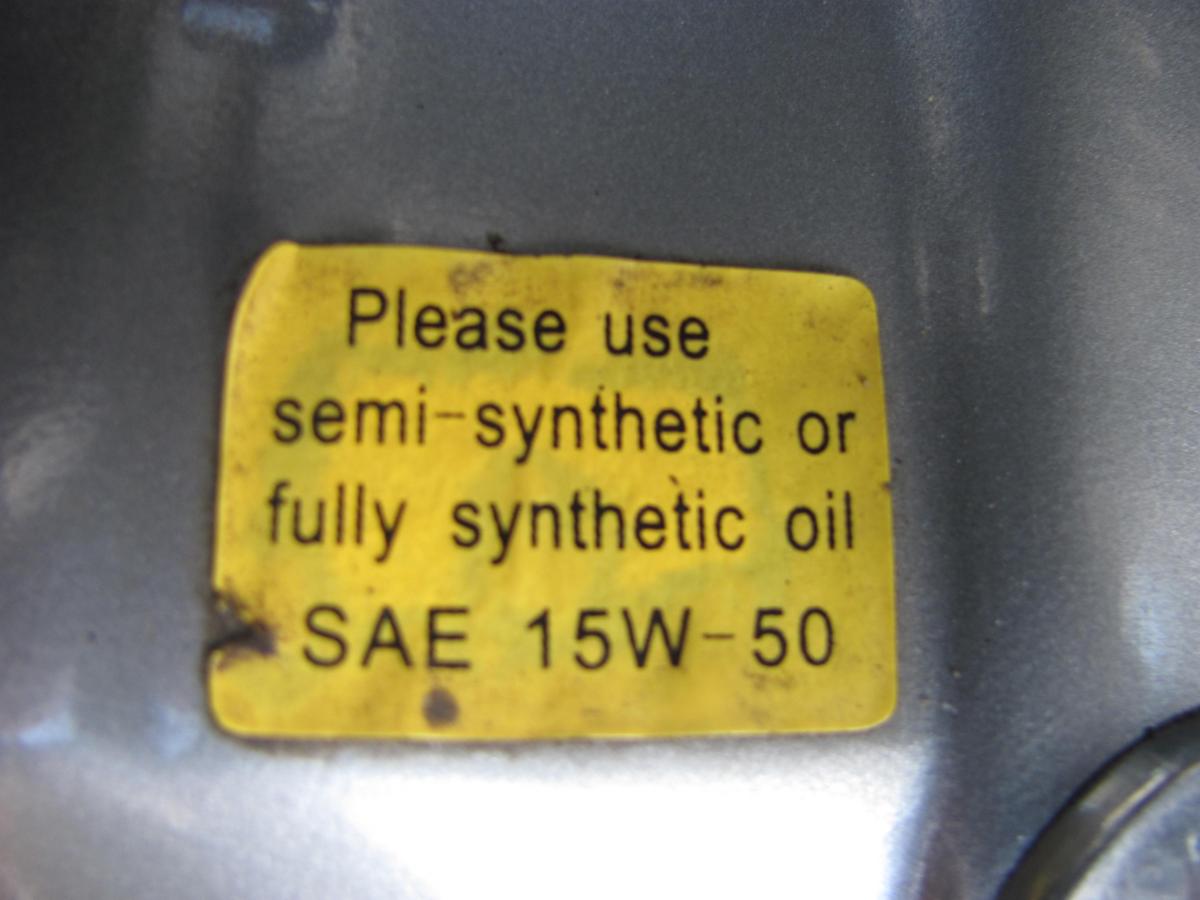 Please use
semi-synthetic or
fully synthetic oil
SAE 15W-50